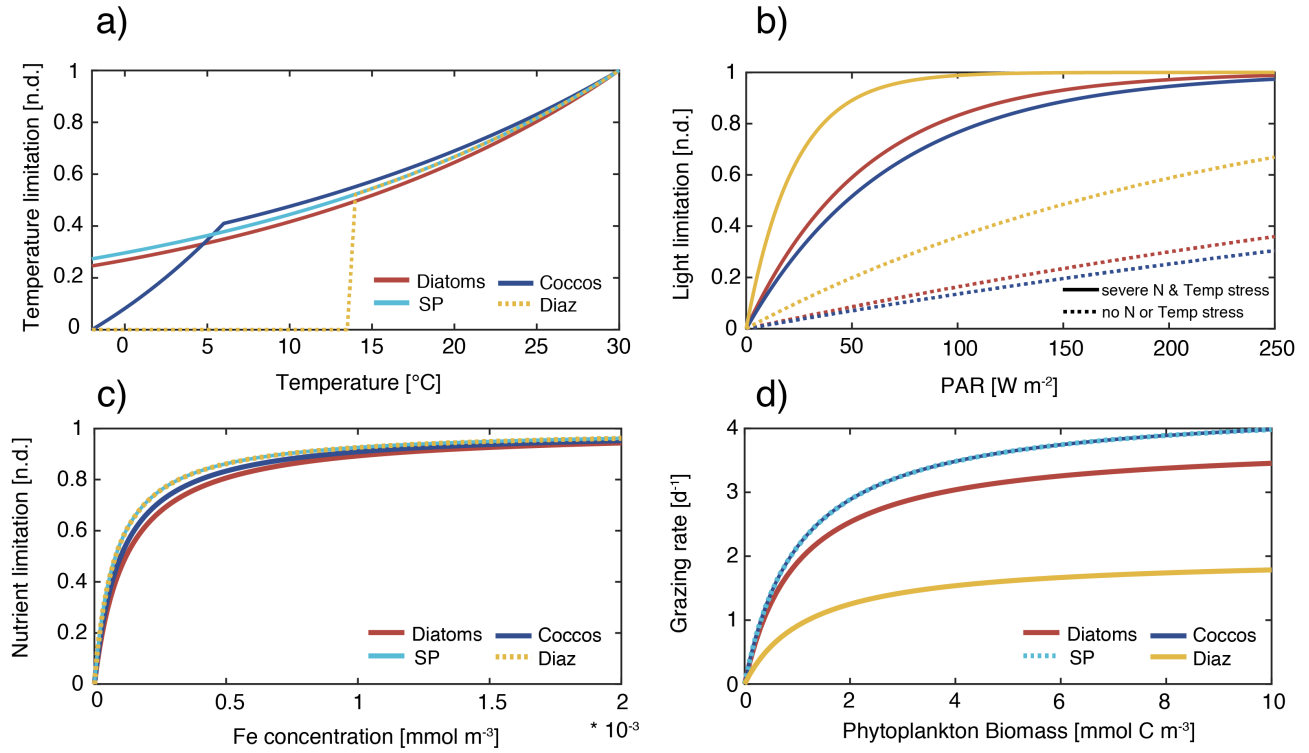 a)
Temperature limitation [n.d.]
1
0.8
0.6
0.4
0.2
0
0 5 10 15 20 25 30
Temperature [°C]
Diatoms Coccos
SP Diaz
b)
Light limitation [n.d.]
1
0.8
0.6
0.4
0.2
0
0 50 100 150 200 250
PAR [W m⁻²]
severe N & Temp stress
no N or Temp stress
c)
Nutrient limitation [n.d.]
1
0.8
0.6
0.4
0.2
0
0 0.5 1 1.5 2
* 10⁻³
Fe concentration [mmol m⁻³]
Diatoms Coccos
SP Diaz
d)
Grazing rate [d⁻¹]
4
3
2
1
0
0 2 4 6 8 10
Phytoplankton Biomass [mmol C m⁻³]
Diatoms Coccos
SP Diaz